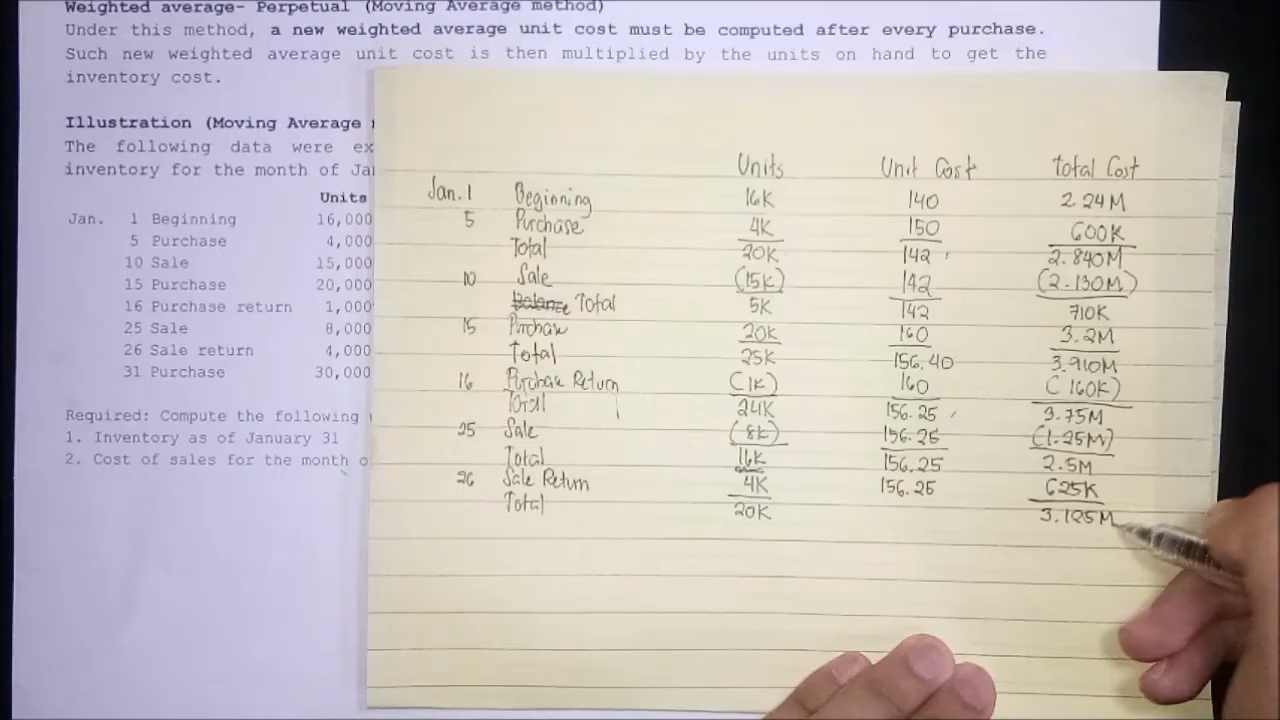 Weighted average- Perpetual (Moving Average method)
Under this method, a new weighted average unit cost must be computed after every purchase.
Such new weighted average unit cost is then multiplied by the units on hand to get the
inventory cost.
Illustration (Moving Average
The following data were ex
inventory for the month of Ja
Units
Jan. 1 Beginning 16,000
5 Purchase 4,000
10 Sale 15,000
15 Purchase 20,000
16 Purchase return 1,000
25 Sale 8,000
26 Sale return 4,000
31 Purchase 30,000
Required: Compute the following
1. Inventory as of January 31
2. Cost of sales for the month o
Units Unit Cost Total Cost
Jan. 1 Beginning 16K 140 2.24M
5 Purchase 4K 150 600K
Total 20K 142 2.840M
10 Sale (15K) 142 (2.130M)
Balance Total 5K 142 710K
15 Purchase 20K 160 3.2M
Total 25K 156.40 3.910M
16 Purchase Return (1K) 160 (160K)
Total 24K 156.25 3.75M
25 Sale (8K) 156.25 (1.25M)
Total 16K 156.25 2.5M
26 Sale Return 4K 156.25 625K
Total 20K 3.125M